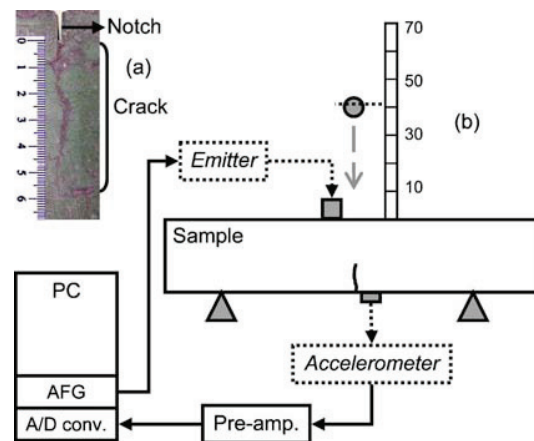 Notch
(a)
Crack
0
1
2
3
4
5
6
70
50
30
10
(b)
Emitter
Sample
PC
AFG
A/D conv.
Pre-amp.
Accelerometer